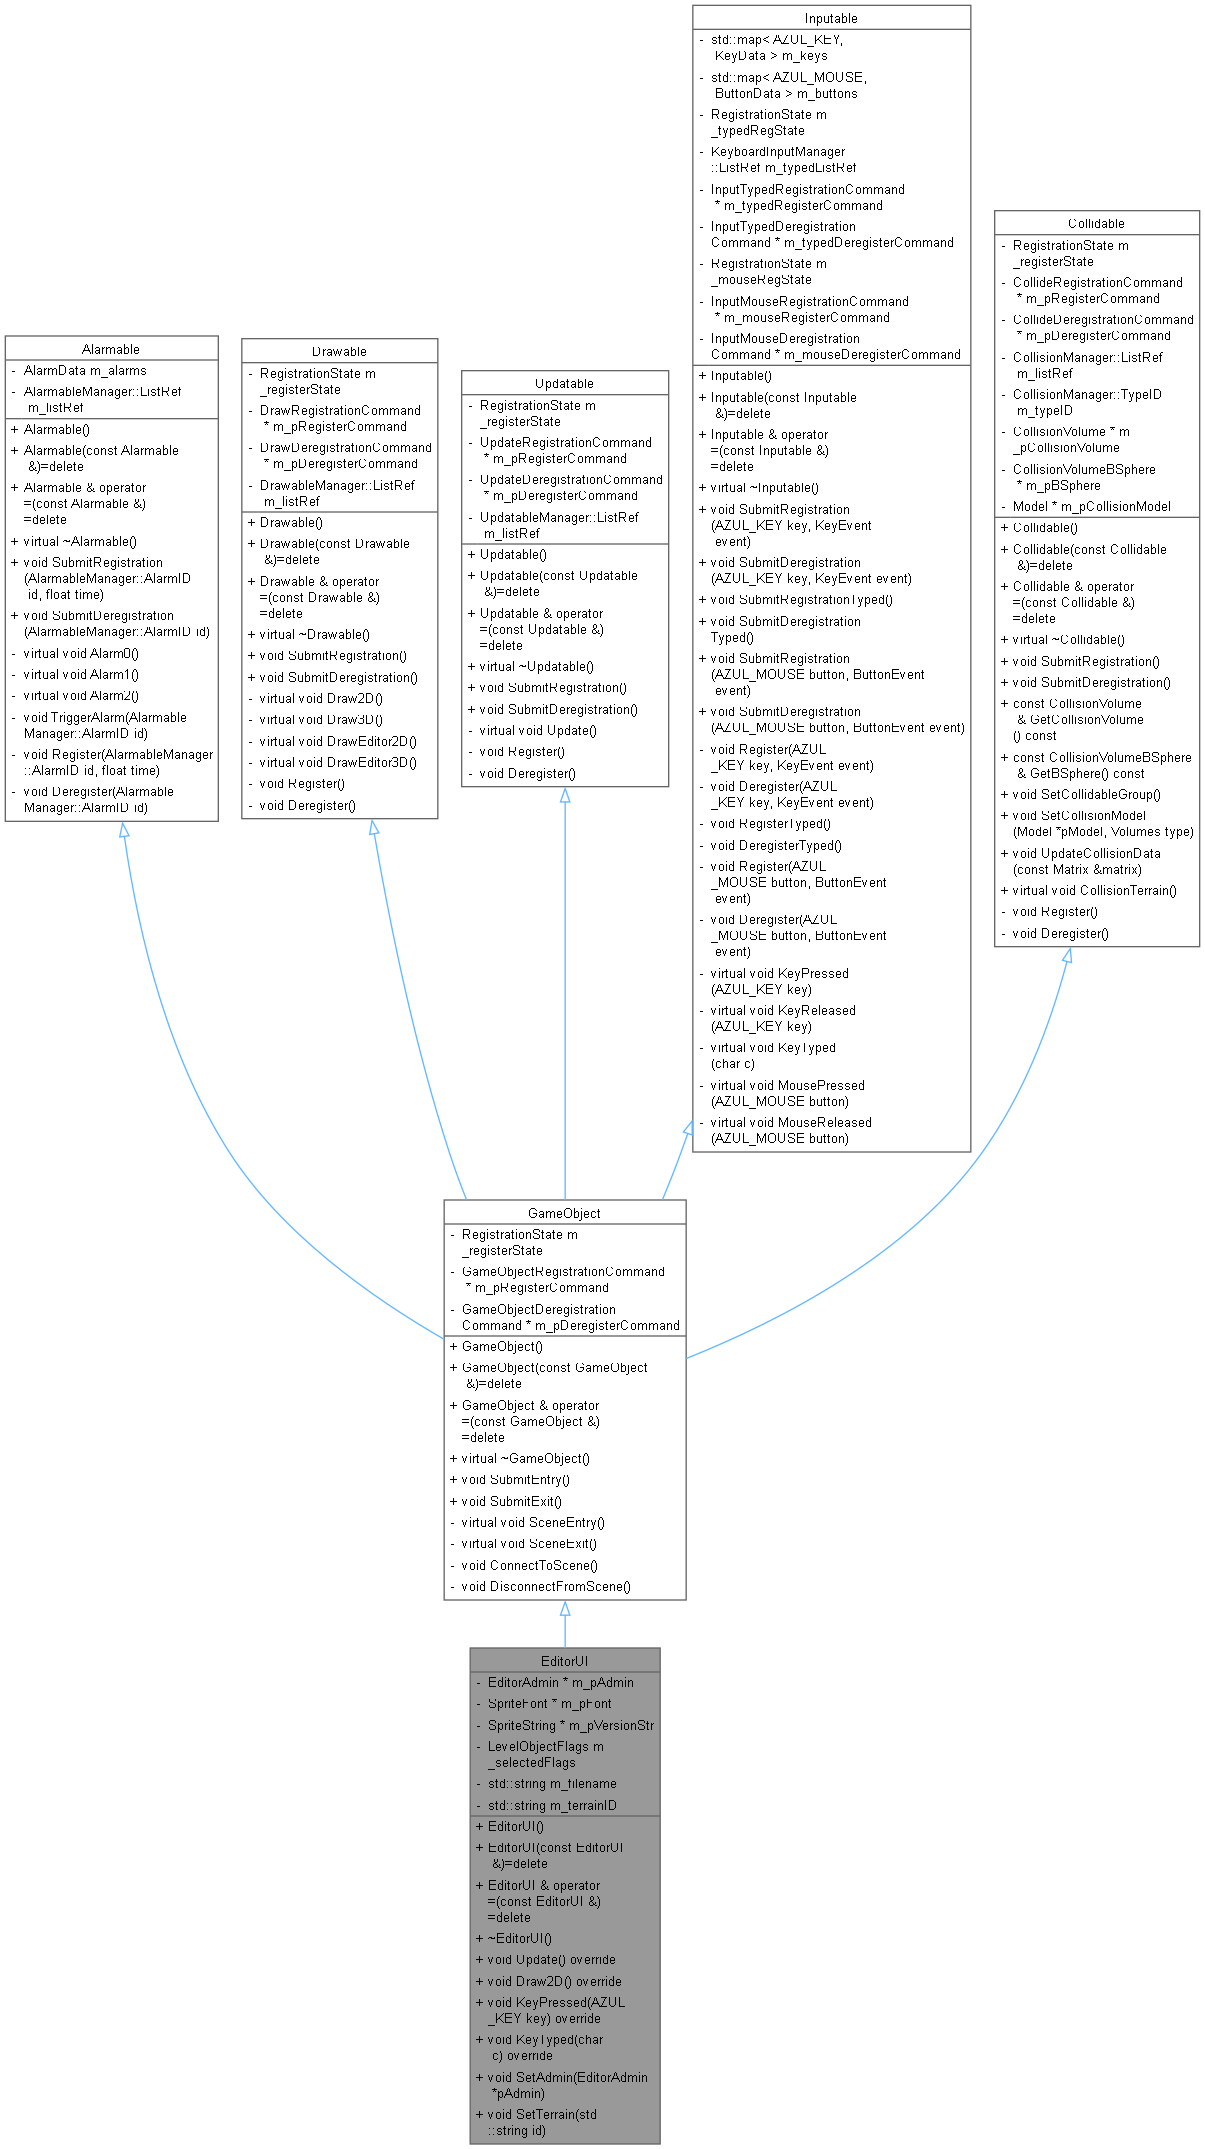 Inputable
- std::map< AZUL_KEY,
KeyData > m_keys
- std::map< AZUL_MOUSE,
ButtonData > m_buttons
- RegistrationState m
_typedRegState
- KeyboardInputManager
::ListRef m_typedListRef
- InputTypedRegistrationCommand
* m_typedRegisterCommand
- InputTypedDeregistration
Command * m_typedDeregisterCommand
- RegistrationState m
_mouseRegState
- InputMouseRegistrationCommand
* m_mouseRegisterCommand
- InputMouseDeregistration
Command * m_mouseDeregisterCommand
+ Inputable()
+ Inputable(const Inputable
&)=delete
+ Inputable & operator
=(const Inputable &)
=delete
+ virtual ~Inputable()
+ void SubmitRegistration
(AZUL_KEY key, KeyEvent
event)
+ void SubmitDeregistration
(AZUL_KEY key, KeyEvent event)
+ void SubmitRegistrationTyped()
+ void SubmitDeregistration
Typed()
+ void SubmitRegistration
(AZUL_MOUSE button, ButtonEvent
event)
+ void SubmitDeregistration
(AZUL_MOUSE button, ButtonEvent event)
- void Register(AZUL
_KEY key, KeyEvent event)
- void Deregister(AZUL
_KEY key, KeyEvent event)
- void RegisterTyped()
- void DeregisterTyped()
- void Register(AZUL
_MOUSE button, ButtonEvent
event)
- void Deregister(AZUL
_MOUSE button, ButtonEvent
event)
- virtual void KeyPressed
(AZUL_KEY key)
- virtual void KeyReleased
(AZUL_KEY key)
- virtual void KeyTyped
(char c)
- virtual void MousePressed
(AZUL_MOUSE button)
- virtual void MouseReleased
(AZUL_MOUSE button)
Collidable
- RegistrationState m
_registerState
- CollideRegistrationCommand
* m_pRegisterCommand
- CollideDeregistrationCommand
* m_pDeregisterCommand
- CollisionManager::ListRef
m_listRef
- CollisionManager::TypeID
m_typeID
- CollisionVolume * m
_pCollisionVolume
- CollisionVolumeBSphere
* m_pBSphere
- Model * m_pCollisionModel
+ Collidable()
+ Collidable(const Collidable
&)=delete
+ Collidable & operator
=(const Collidable &)
=delete
+ virtual ~Collidable()
+ void SubmitRegistration()
+ void SubmitDeregistration()
+ const CollisionVolume
& GetCollisionVolume
() const
+ const CollisionVolumeBSphere
& GetBSphere() const
+ void SetCollidableGroup()
+ void SetCollisionModel
(Model *pModel, Volumes type)
+ void UpdateCollisionData
(const Matrix &matrix)
+ virtual void CollisionTerrain()
- void Register()
- void Deregister()
Alarmable
- AlarmData m_alarms
- AlarmableManager::ListRef
m_listRef
+ Alarmable()
+ Alarmable(const Alarmable
&)=delete
+ Alarmable & operator
=(const Alarmable &)
=delete
+ virtual ~Alarmable()
+ void SubmitRegistration
(AlarmableManager::AlarmID
id, float time)
+ void SubmitDeregistration
(AlarmableManager::AlarmID id)
- virtual void Alarm0()
- virtual void Alarm1()
- virtual void Alarm2()
- void TriggerAlarm(Alarmable
Manager::AlarmID id)
- void Register(AlarmableManager
::AlarmID id, float time)
- void Deregister(Alarmable
Manager::AlarmID id)
Drawable
- RegistrationState m
_registerState
- DrawRegistrationCommand
* m_pRegisterCommand
- DrawDeregistrationCommand
* m_pDeregisterCommand
- DrawableManager::ListRef
m_listRef
+ Drawable()
+ Drawable(const Drawable
&)=delete
+ Drawable & operator
=(const Drawable &)
=delete
+ virtual ~Drawable()
+ void SubmitRegistration()
+ void SubmitDeregistration()
- virtual void Draw2D()
- virtual void Draw3D()
- virtual void DrawEditor2D()
- virtual void DrawEditor3D()
- void Register()
- void Deregister()
Updatable
- RegistrationState m
_registerState
- UpdateRegistrationCommand
* m_pRegisterCommand
- UpdateDeregistrationCommand
* m_pDeregisterCommand
- UpdatableManager::ListRef
m_listRef
+ Updatable()
+ Updatable(const Updatable
&)=delete
+ Updatable & operator
=(const Updatable &)
=delete
+ virtual ~Updatable()
+ void SubmitRegistration()
+ void SubmitDeregistration()
- virtual void Update()
- void Register()
- void Deregister()
GameObject
- RegistrationState m
_registerState
- GameObjectRegistrationCommand
* m_pRegisterCommand
- GameObjectDeregistration
Command * m_pDeregisterCommand
+ GameObject()
+ GameObject(const GameObject
&)=delete
+ GameObject & operator
=(const GameObject &)
=delete
+ virtual ~GameObject()
+ void SubmitEntry()
+ void SubmitExit()
- virtual void SceneEntry()
- virtual void SceneExit()
- void ConnectToScene()
- void DisconnectFromScene()
EditorUI
- EditorAdmin * m_pAdmin
- SpriteFont * m_pFont
- SpriteString * m_pVersionStr
- LevelObjectFlags m
_selectedFlags
- std::string m_filename
- std::string m_terrainID
+ EditorUI()
+ EditorUI(const EditorUI
&)=delete
+ EditorUI & operator
=(const EditorUI &)
=delete
+ ~EditorUI()
+ void Update() override
+ void Draw2D() override
+ void KeyPressed(AZUL
_KEY key) override
+ void KeyTyped(char
c) override
+ void SetAdmin(EditorAdmin
*pAdmin)
+ void SetTerrain(std
::string id)